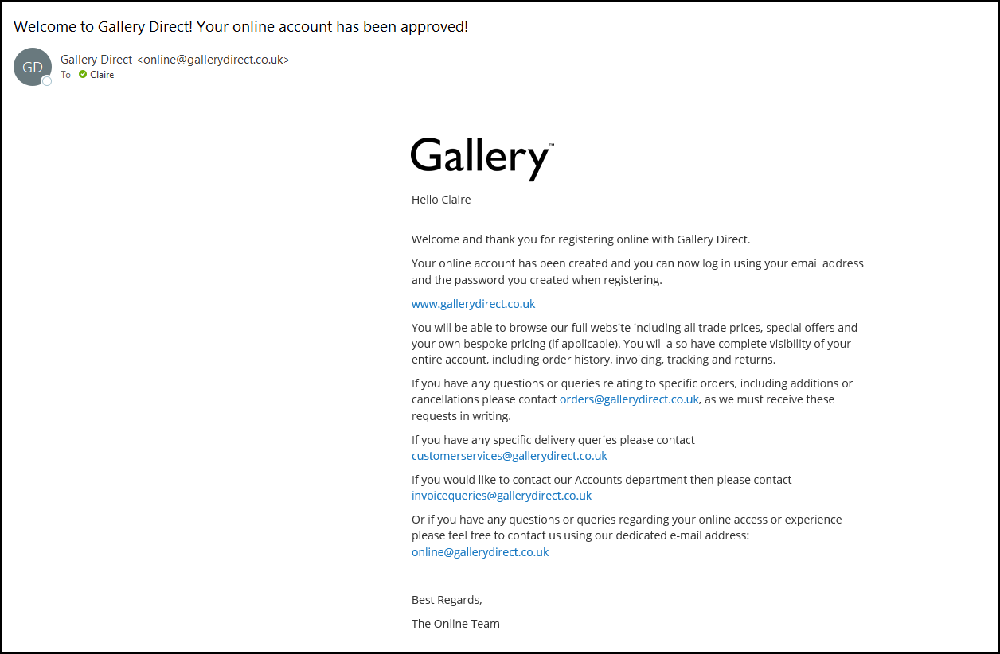 Welcome to Gallery Direct! Your online account has been approved!
GD
Gallery Direct <online@gallerydirect.co.uk>
To Claire
Gallery™
Hello Claire
Welcome and thank you for registering online with Gallery Direct.
Your online account has been created and you can now log in using your email address
and the password you created when registering.
www.gallerydirect.co.uk
You will be able to browse our full website including all trade prices, special offers and
your own bespoke pricing (if applicable). You will also have complete visibility of your
entire account, including order history, invoicing, tracking and returns.
If you have any questions or queries relating to specific orders, including additions or
cancellations please contact orders@gallerydirect.co.uk, as we must receive these
requests in writing.
If you have any specific delivery queries please contact
customerservices@gallerydirect.co.uk
If you would like to contact our Accounts department then please contact
invoicequeries@gallerydirect.co.uk
Or if you have any questions or queries regarding your online access or experience
please feel free to contact us using our dedicated e-mail address:
online@gallerydirect.co.uk
Best Regards,
The Online Team